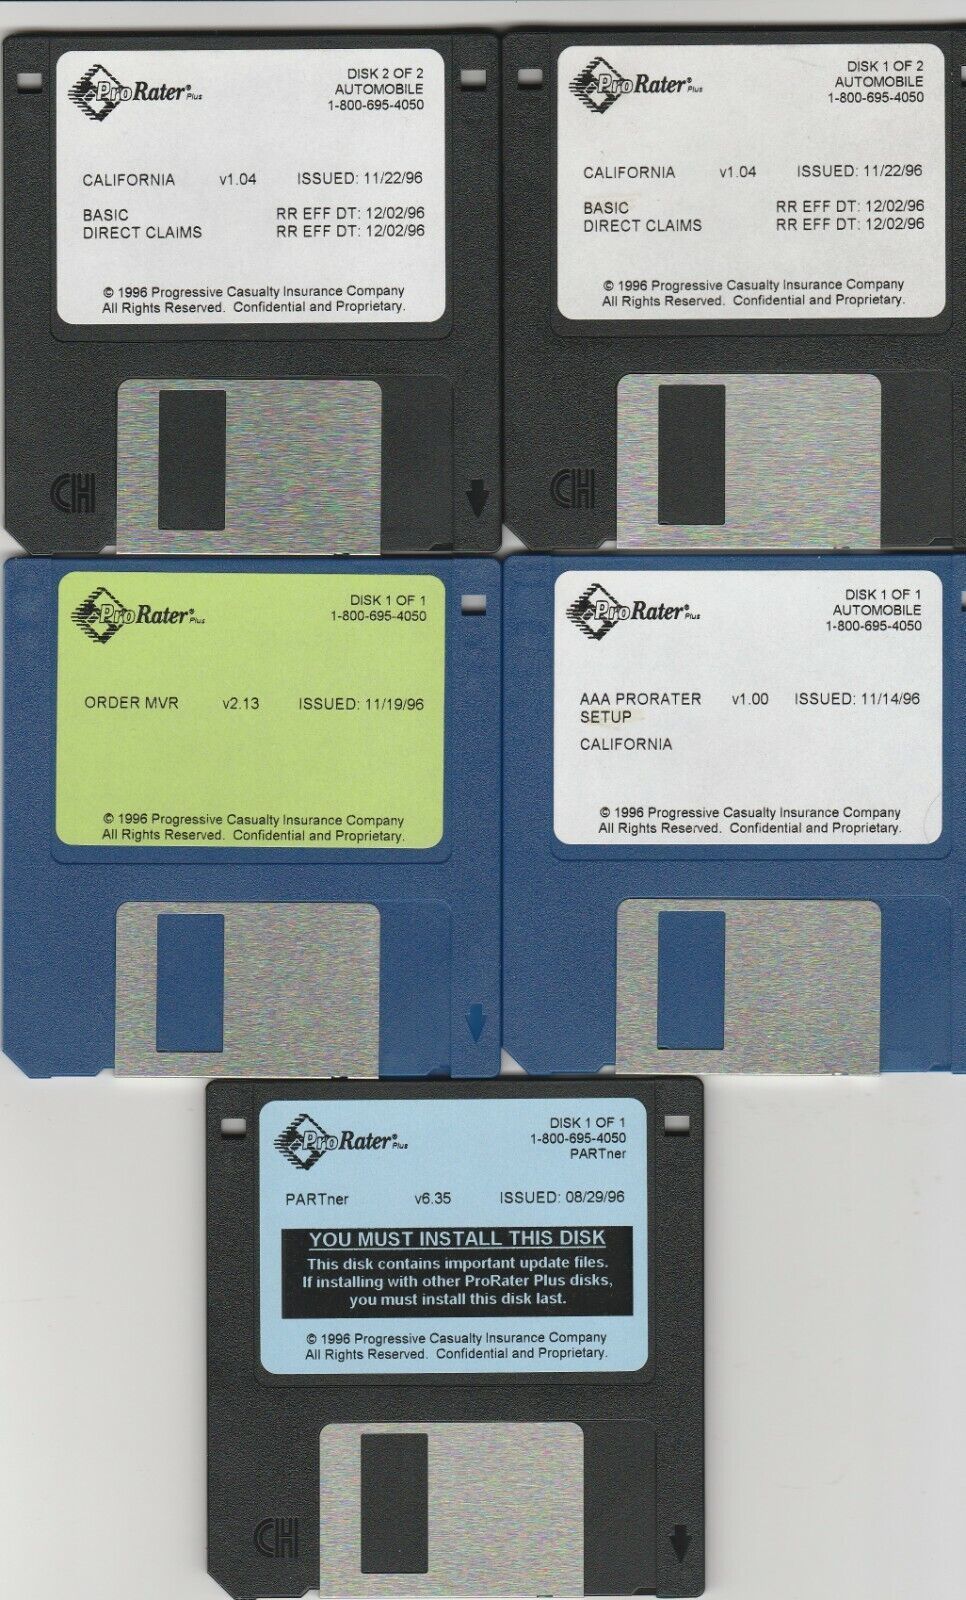 ProRater® Plus
DISK 2 OF 2
AUTOMOBILE
1-800-695-4050
CALIFORNIA v1.04 ISSUED: 11/22/96
BASIC RR EFF DT: 12/02/96
DIRECT CLAIMS RR EFF DT: 12/02/96
© 1996 Progressive Casualty Insurance Company
All Rights Reserved. Confidential and Proprietary.
CH
ProRater® Plus
DISK 1 OF 2
AUTOMOBILE
1-800-695-4050
CALIFORNIA v1.04 ISSUED: 11/22/96
BASIC RR EFF DT: 12/02/96
DIRECT CLAIMS RR EFF DT: 12/02/96
© 1996 Progressive Casualty Insurance Company
All Rights Reserved. Confidential and Proprietary.
CH
ProRater® Plus
DISK 1 OF 1
1-800-695-4050
ORDER MVR v2.13 ISSUED: 11/19/96
© 1996 Progressive Casualty Insurance Company
All Rights Reserved. Confidential and Proprietary.
ProRater® Plus
DISK 1 OF 1
AUTOMOBILE
1-800-695-4050
AAA PRORATER v1.00 ISSUED: 11/14/96
SETUP
CALIFORNIA
© 1996 Progressive Casualty Insurance Company
All Rights Reserved. Confidential and Proprietary.
ProRater® Plus
DISK 1 OF 1
1-800-695-4050
PARTner
PARTner v6.35 ISSUED: 08/29/96
YOU MUST INSTALL THIS DISK
This disk contains important update files.
If installing with other ProRater Plus disks,
you must install this disk last.
© 1996 Progressive Casualty Insurance Company
All Rights Reserved. Confidential and Proprietary.
CH